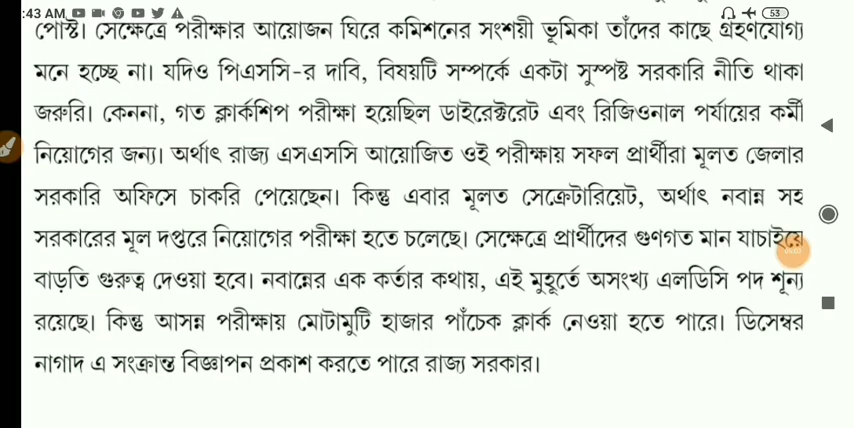 :43 AM 53
পোস্ট। সেক্ষেত্রে পরীক্ষার আয়োজন ঘিরে কমিশনের সংশয়ী ভূমিকা তাঁদের কাছে গ্রহণযোগ্য
মনে হচ্ছে না। যদিও পিএসসি-র দাবি, বিষয়টি সম্পর্কে একটা সুস্পষ্ট সরকারি নীতি থাকা
জরুরি। কেননা, গত ক্লার্কশিপ পরীক্ষা হয়েছিল ডাইরেক্টরেট এবং রিজিওনাল পর্যায়ের কর্মী
নিয়োগের জন্য। অর্থাৎ রাজ্য এসএসসি আয়োজিত ওই পরীক্ষায় সফল প্রার্থীরা মূলত জেলার
সরকারি অফিসে চাকরি পেয়েছেন। কিন্তু এবার মূলত সেক্রেটারিয়েট, অর্থাৎ নবান্ন সহ
সরকারের মূল দপ্তরে নিয়োগের পরীক্ষা হতে চলেছে। সেক্ষেত্রে প্রার্থীদের গুণগত মান যাচাইয়ে
বাড়তি গুরুত্ব দেওয়া হবে। নবান্নের এক কর্তার কথায়, এই মুহূর্তে অসংখ্য এলডিসি পদ শূন্য
রয়েছে। কিন্তু আসন্ন পরীক্ষায় মোটামুটি হাজার পাঁচেক ক্লার্ক নেওয়া হতে পারে। ডিসেম্বর
নাগাদ এ সংক্রান্ত বিজ্ঞাপন প্রকাশ করতে পারে রাজ্য সরকার।